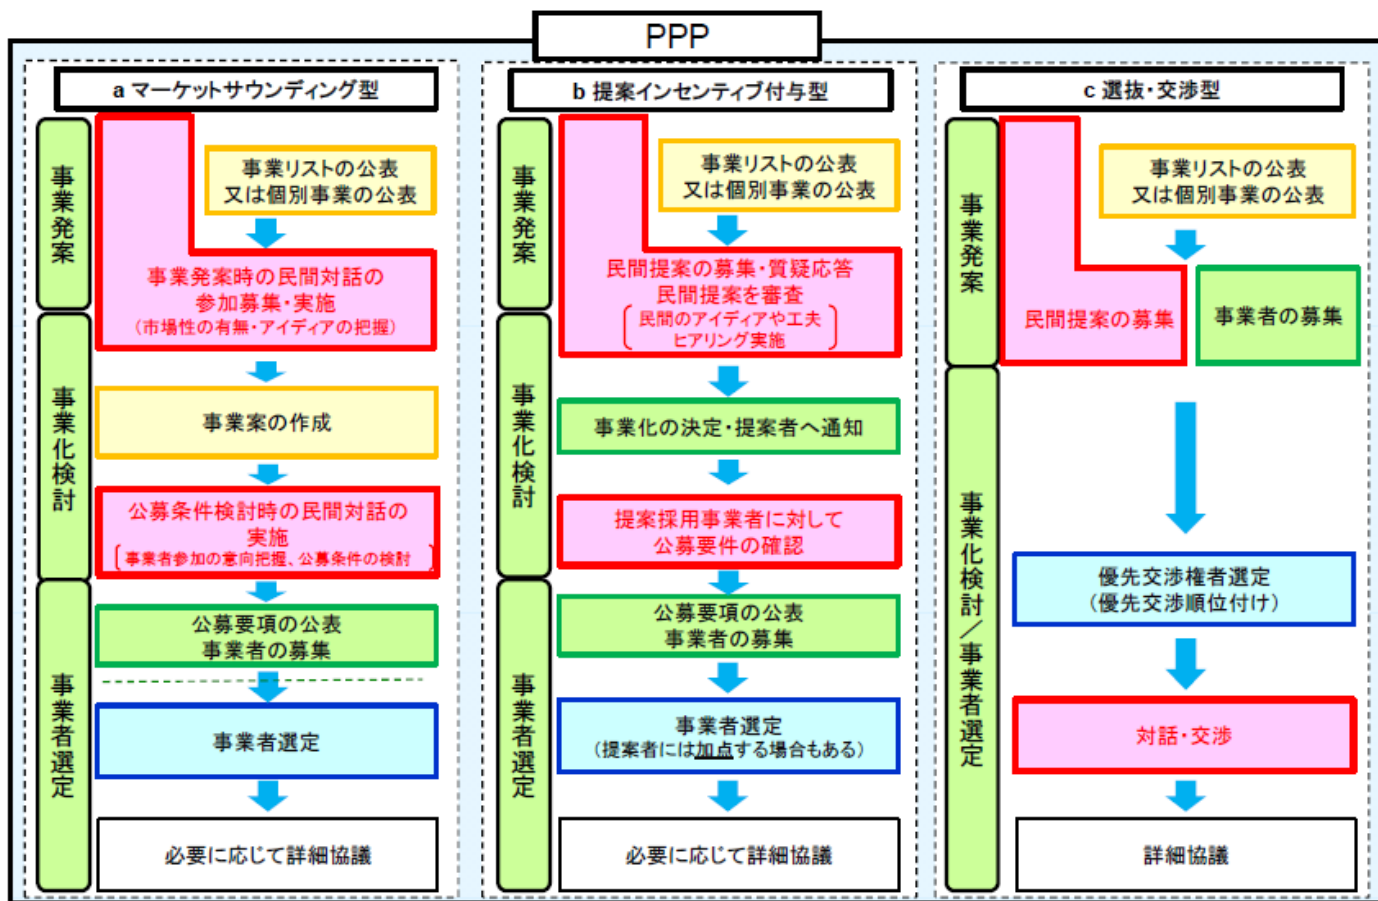 PPP
a マーケットサウンディング型
事業発案
事業リストの公表
又は個別事業の公表
事業発案時の民間対話の
参加募集・実施
(市場性の有無・アイディアの把握)
事業化検討
事業案の作成
公募条件検討時の民間対話の
実施
事業者参加の意向把握、公募条件の検討
事業者選定
公募要項の公表
事業者の募集
事業者選定
必要に応じて詳細協議
b 提案インセンティブ付与型
事業発案
事業リストの公表
又は個別事業の公表
民間提案の募集・質疑応答
民間提案を審査
民間のアイディアや工夫
ヒアリング実施
事業化検討
事業化の決定・提案者へ通知
提案採用事業者に対して
公募要件の確認
事業者選定
公募要項の公表
事業者の募集
事業者選定
(提案者には加点する場合もある)
必要に応じて詳細協議
c 選抜・交渉型
事業発案
事業リストの公表
又は個別事業の公表
民間提案の募集
事業者の募集
事業化検討／事業者選定
優先交渉権者選定
(優先交渉順位付け)
対話・交渉
詳細協議